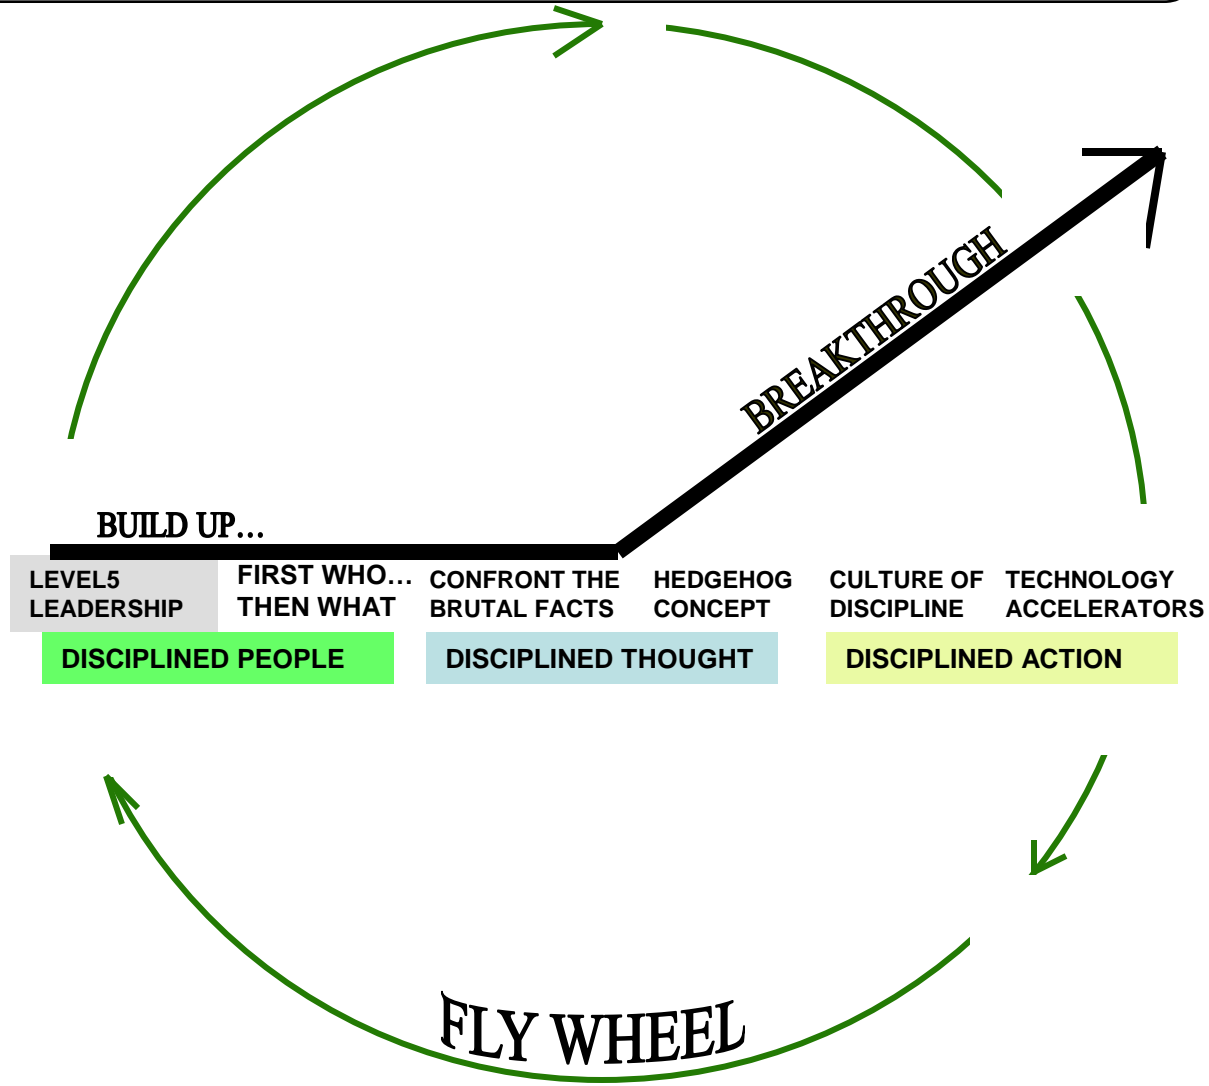 BREAKTHROUGH
BUILD UP...
LEVEL5
LEADERSHIP
FIRST WHO...
THEN WHAT
CONFRONT THE
BRUTAL FACTS
HEDGEHOG
CONCEPT
CULTURE OF
DISCIPLINE
TECHNOLOGY
ACCELERATORS
DISCIPLINED PEOPLE
DISCIPLINED THOUGHT
DISCIPLINED ACTION
FLY WHEEL